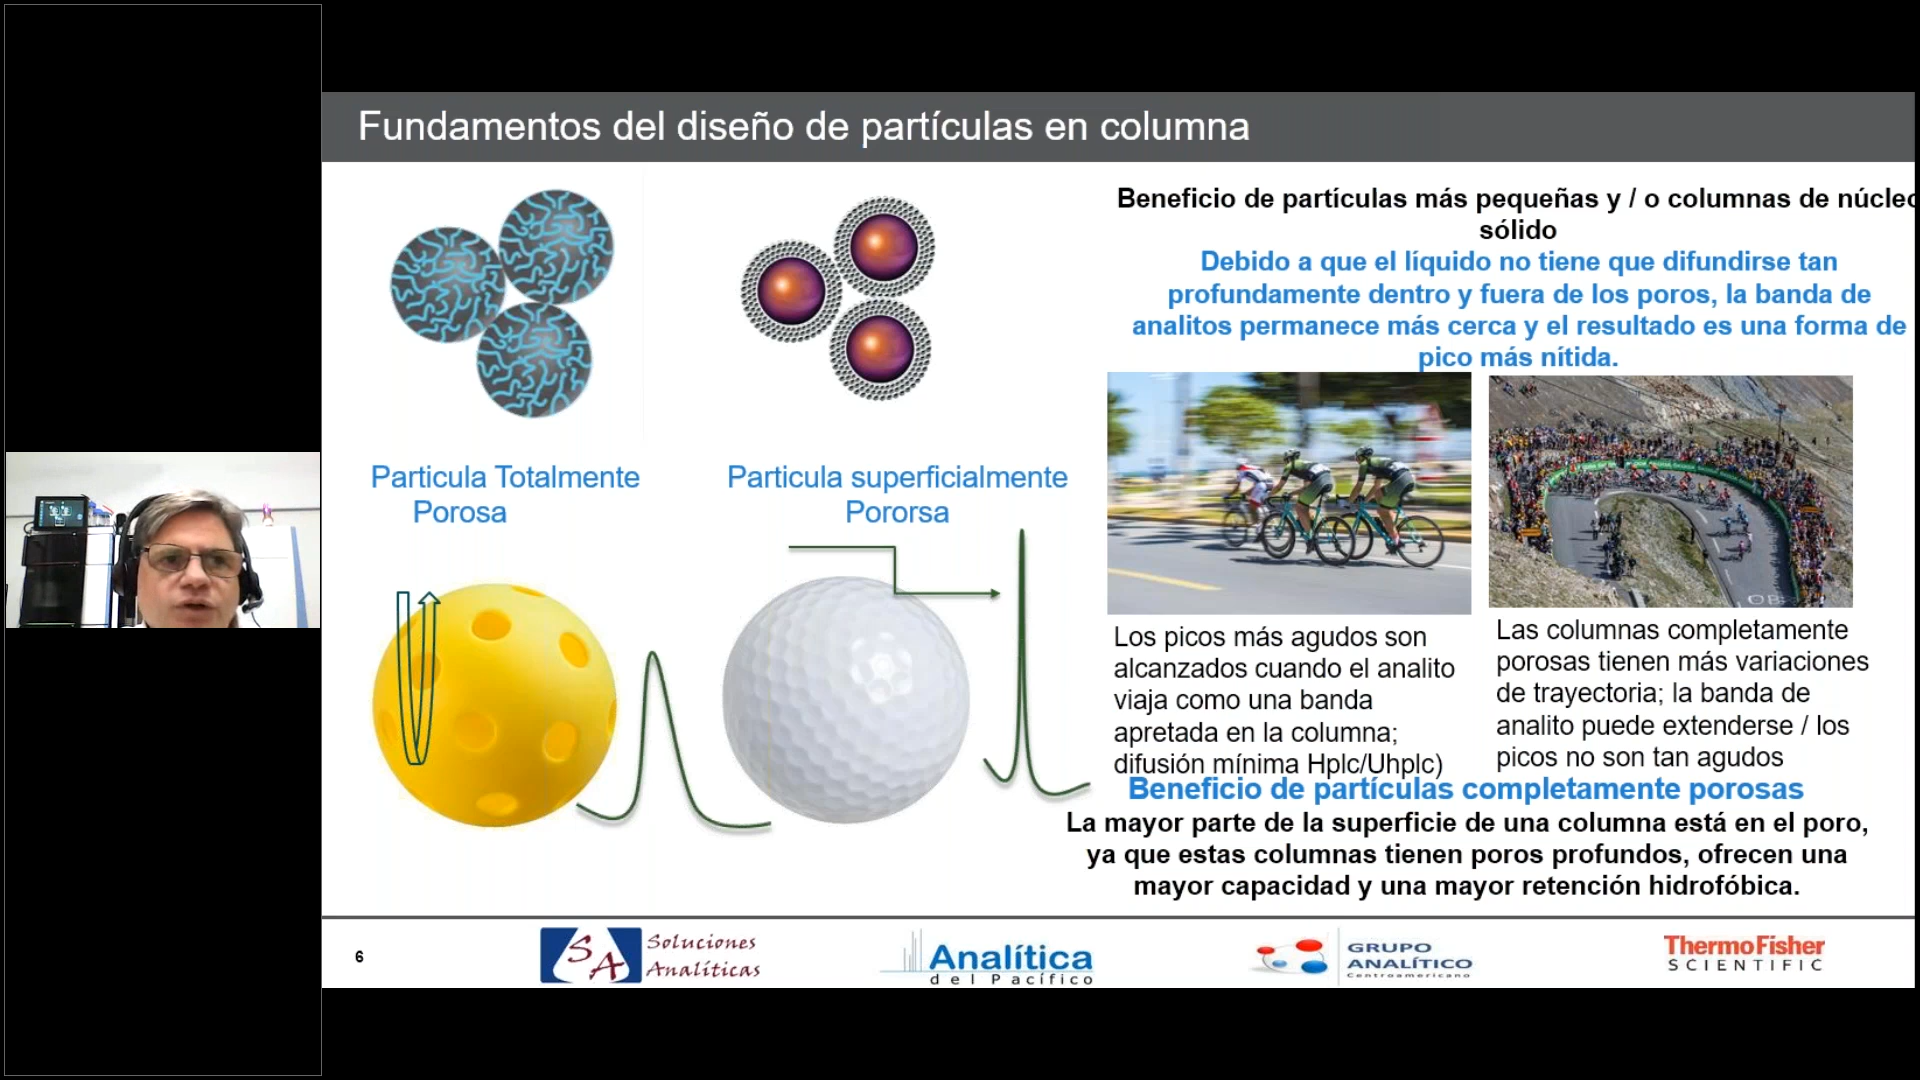 Fundamentos del diseño de partículas en columna
Particula Totalmente
Porosa
Particula superficialmente
Pororsa
Beneficio de partículas más pequeñas y / o columnas de núcleo
sólido
Debido a que el líquido no tiene que difundirse tan
profundamente dentro y fuera de los poros, la banda de
analitos permanece más cerca y el resultado es una forma de
pico más nítida.
Los picos más agudos son
alcanzados cuando el analito
viaja como una banda
apretada en la columna;
difusión mínima Hplc/Uhplc)
Las columnas completamente
porosas tienen más variaciones
de trayectoria; la banda de
analito puede extenderse / los
picos no son tan agudos
Beneficio de partículas completamente porosas
La mayor parte de la superficie de una columna está en el poro,
ya que estas columnas tienen poros profundos, ofrecen una
mayor capacidad y una mayor retención hidrofóbica.
6
SA
Soluciones
Analíticas
Analítica
del Pacífico
GRUPO
ANALÍTICO
Centroamericano
ThermoFisher
SCIENTIFIC